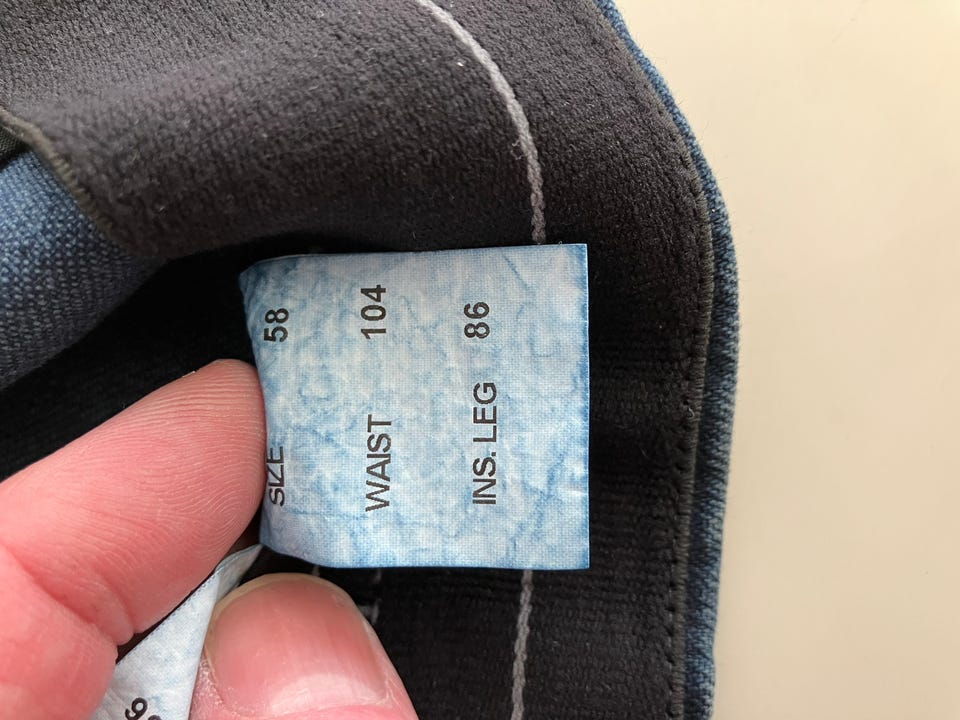 SIZE 58
WAIST 104
INS. LEG 86